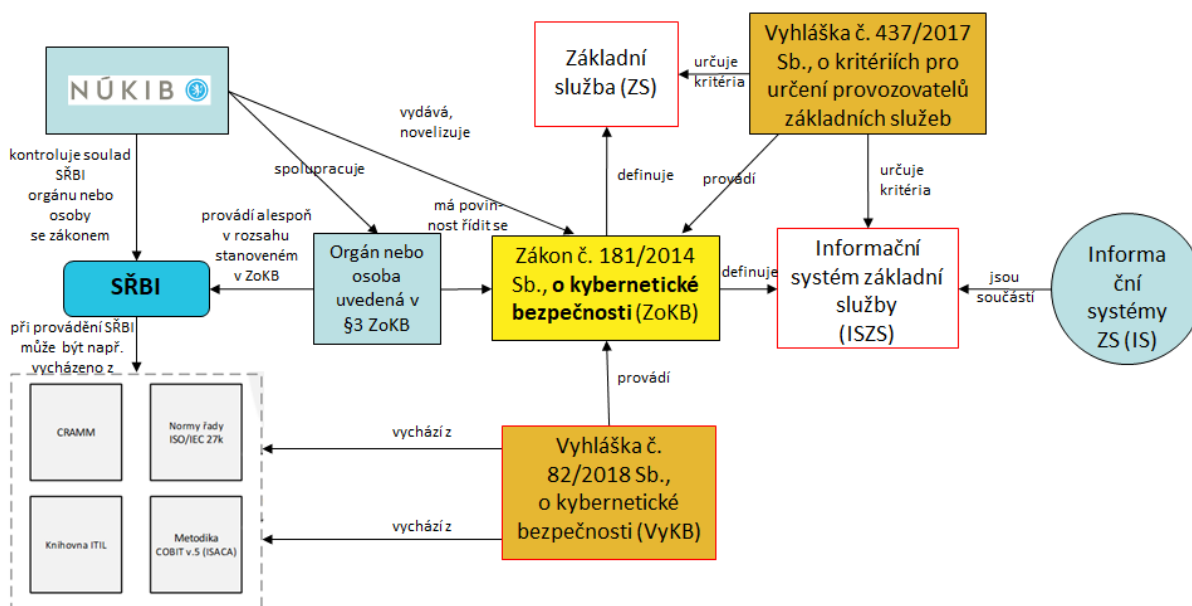 NÚKIB
Základní
služba (ZS)
určuje
kritéria
Vyhláška č. 437/2017
Sb., o kritériích pro
určení provozovatelů
základních služeb
vydává,
novelizuje
kontroluje soulad
SŘBI
orgánu nebo
osoby
se zákonem
spolupracuje
definuje
provádí
určuje
kritéria
provádí alespoň
v rozsahu
stanoveném
v ZoKB
má povin-
nost řídit se
SŘBI
Orgán nebo
osoba
uvedená v
§3 ZoKB
Zákon č. 181/2014
Sb., o kybernetické
bezpečnosti (ZoKB)
definuje
Informační
systém základní
služby
(ISZS)
jsou
součástí
Informa
ční
systémy
ZS (IS)
při provádění SŘBI
může být např.
vycházeno z
provádí
CRAMM
Normy řady
ISO/IEC 27k
vychází z
Vyhláška č.
82/2018 Sb.,
o kybernetické
bezpečnosti (VyKB)
Knihovna ITIL
Metodika
COBIT v.5 (ISACA)
vychází z